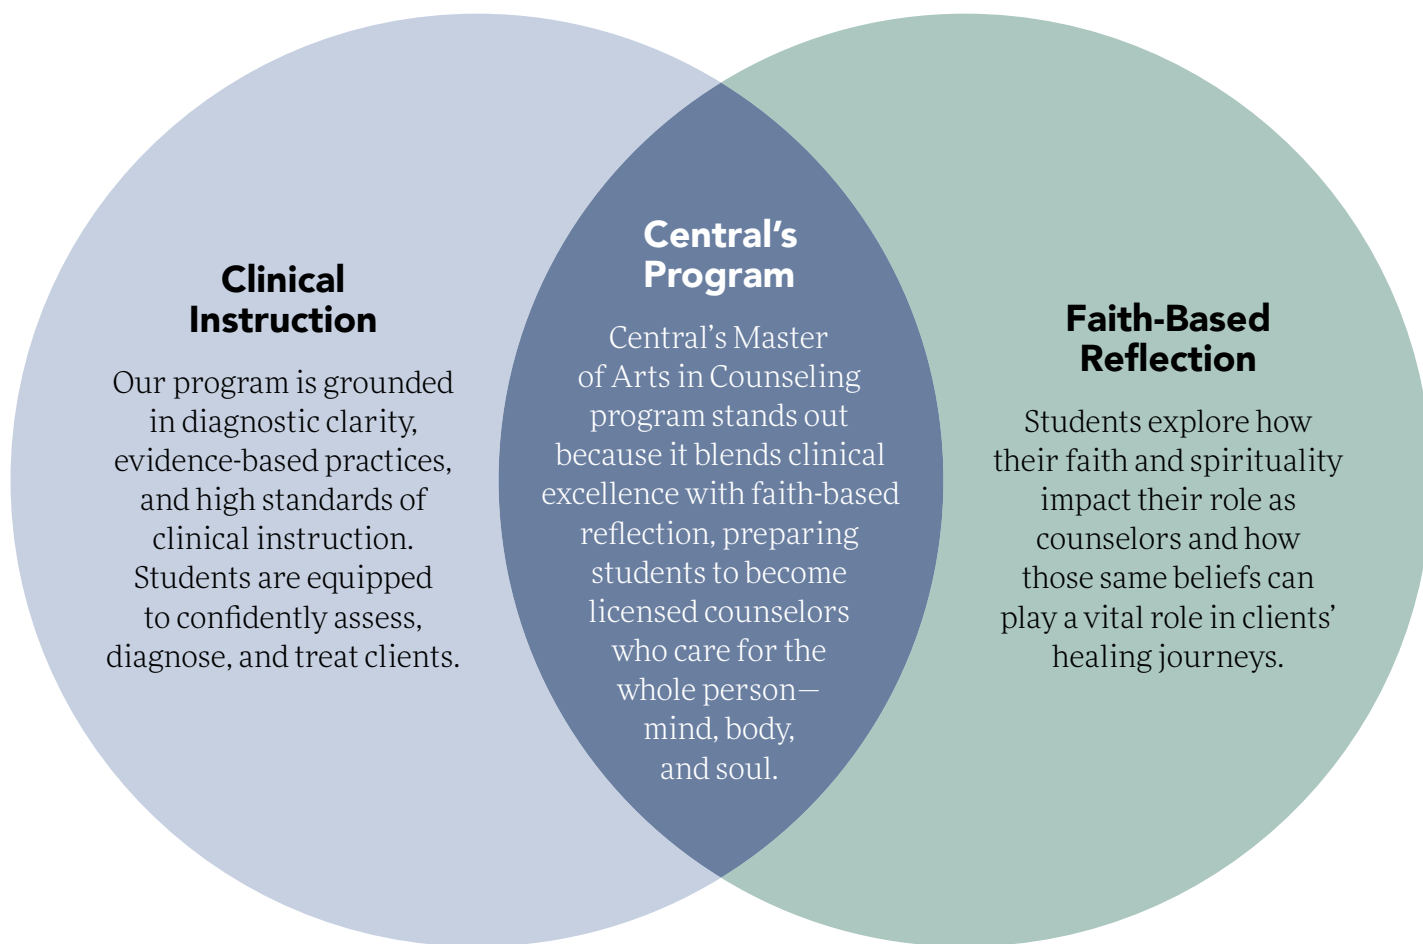 Clinical
Instruction
Our program is grounded
in diagnostic clarity,
evidence-based practices,
and high standards of
clinical instruction.
Students are equipped
to confidently assess,
diagnose, and treat clients.
Central’s
Program
Central’s Master
of Arts in Counseling
program stands out
because it blends clinical
excellence with faith-based
reflection, preparing
students to become
licensed counselors
who care for the
whole person—
mind, body,
and soul.
Faith-Based
Reflection
Students explore how
their faith and spirituality
impact their role as
counselors and how
those same beliefs can
play a vital role in clients’
healing journeys.